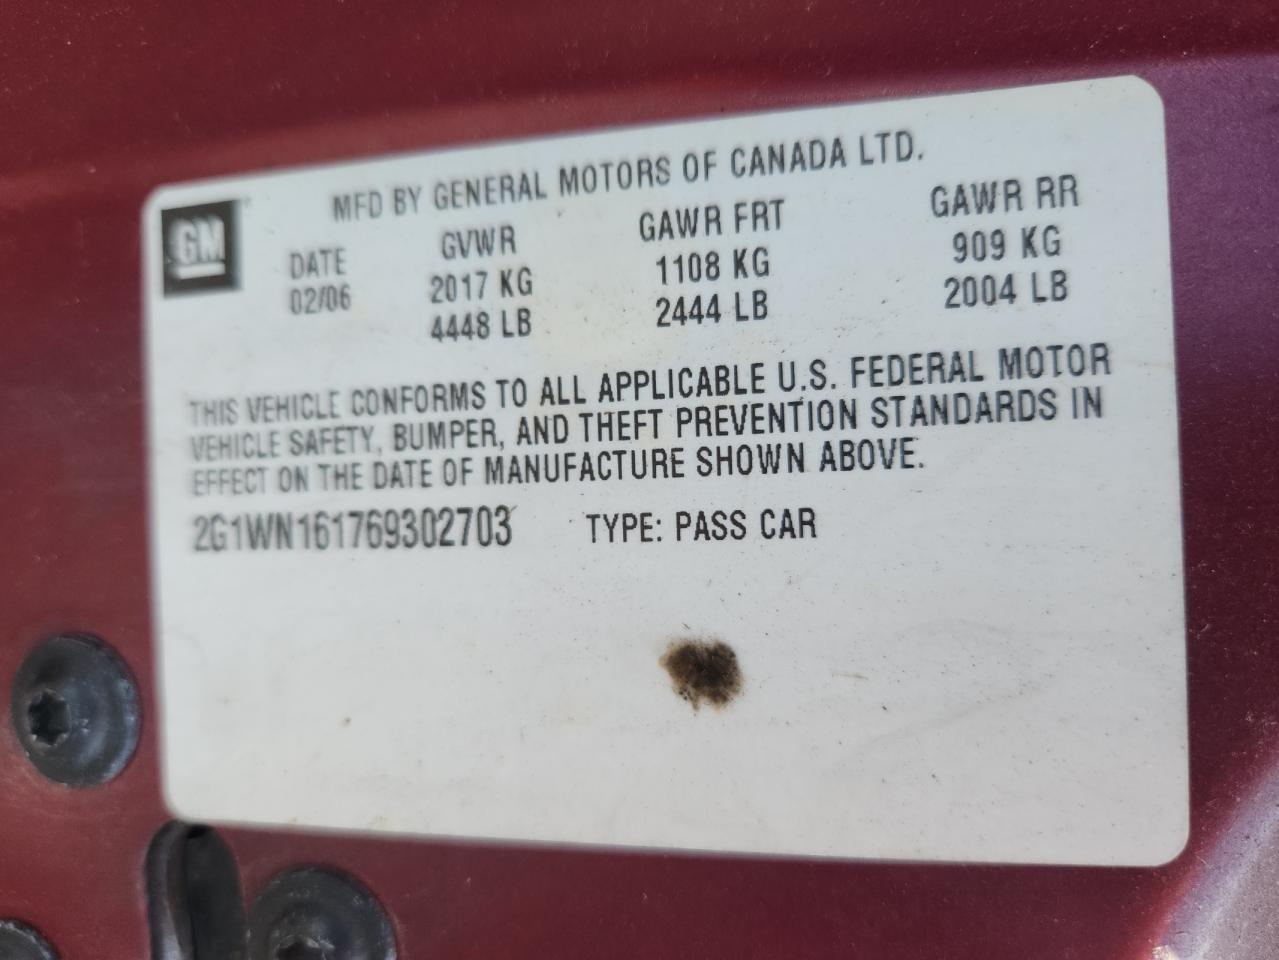 MFD BY GENERAL MOTORS OF CANADA LTD.
GM
DATE GVWR GAWR FRT GAWR RR
02/06 2017 KG 1108 KG 909 KG
4448 LB 2444 LB 2004 LB
THIS VEHICLE CONFORMS TO ALL APPLICABLE U.S. FEDERAL MOTOR
VEHICLE SAFETY, BUMPER, AND THEFT PREVENTION STANDARDS IN
EFFECT ON THE DATE OF MANUFACTURE SHOWN ABOVE.
2G1WN161769302703 TYPE: PASS CAR